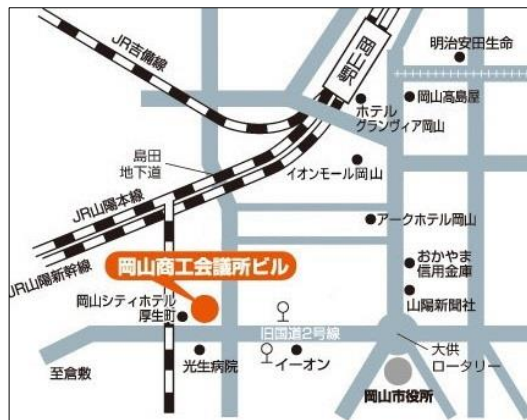 JR吉備線
岡山駅
明治安田生命
岡山髙島屋
ホテル
グランヴィア岡山
島田
地下道
イオンモール岡山
JR山陽本線
アークホテル岡山
JR山陽新幹線
岡山商工会議所ビル
おかやま
信用金庫
岡山シティホテル
厚生町
山陽新聞社
旧国道2号線
大供
ロータリー
至倉敷
光生病院
イーオン
岡山市役所